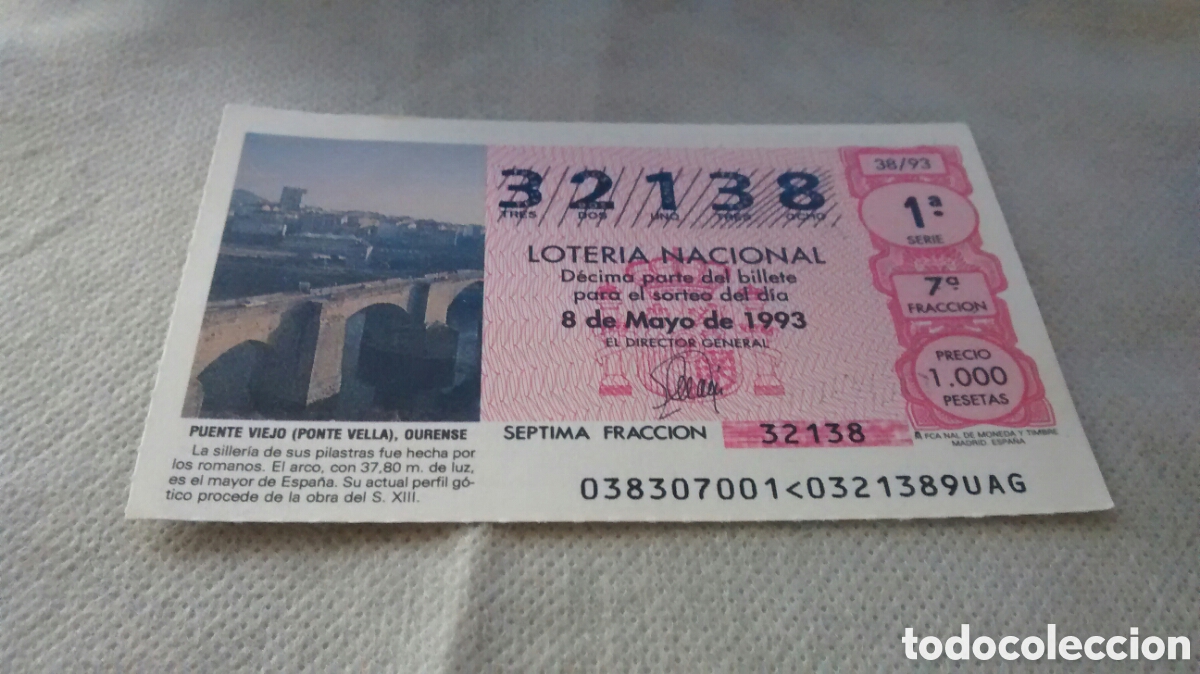 32138
TRES DOS UNO TRES OCHO
LOTERIA NACIONAL
Décima parte del billete
para el sorteo del día
8 de Mayo de 1993
EL DIRECTOR GENERAL
38/93
1ª
SERIE
7ª
FRACCION
PRECIO
1.000
PESETAS
PUENTE VIEJO (PONTE VELLA), OURENSE
La sillería de sus pilastras fue hecha por
los romanos. El arco, con 37,80 m. de luz,
es el mayor de España. Su actual perfil gó-
tico procede de la obra del S. XIII.
SEPTIMA FRACCION 32138
FCA NAL. DE MONEDA Y TIMBRE
MADRID. ESPAÑA
038307001<0321389UAG
todocoleccion